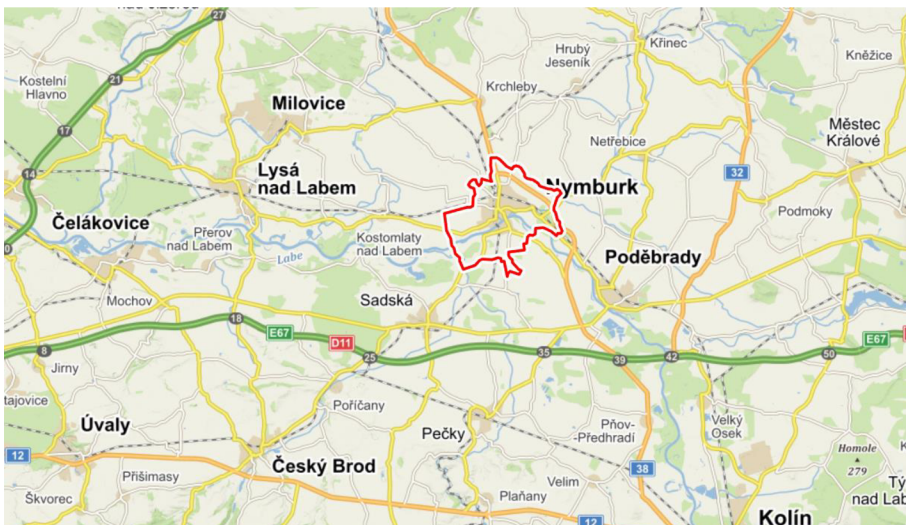 27
Křinec
Hrubý
Jeseník
Kněžice
Kostelní
Hlavno
21
Krchleby
Milovice
17
Netřebice
Městec
Králové
14
Lysá
nad Labem
32
Nymburk
Čelákovice
Přerov
nad Labem
Kostomlaty
nad Labem
Podmoky
Labe
Poděbrady
Mochov
Sadská
18
E67
D11
E67
8
25
35
39
42
50
Jirny
Poříčany
Úvaly
Pečky
Pňov-
-Předhradí
Velký
Osek
12
Český Brod
38
Homole
279
Přišimasy
Velim
Škvorec
Plaňany
12
Kolín
nad Lab